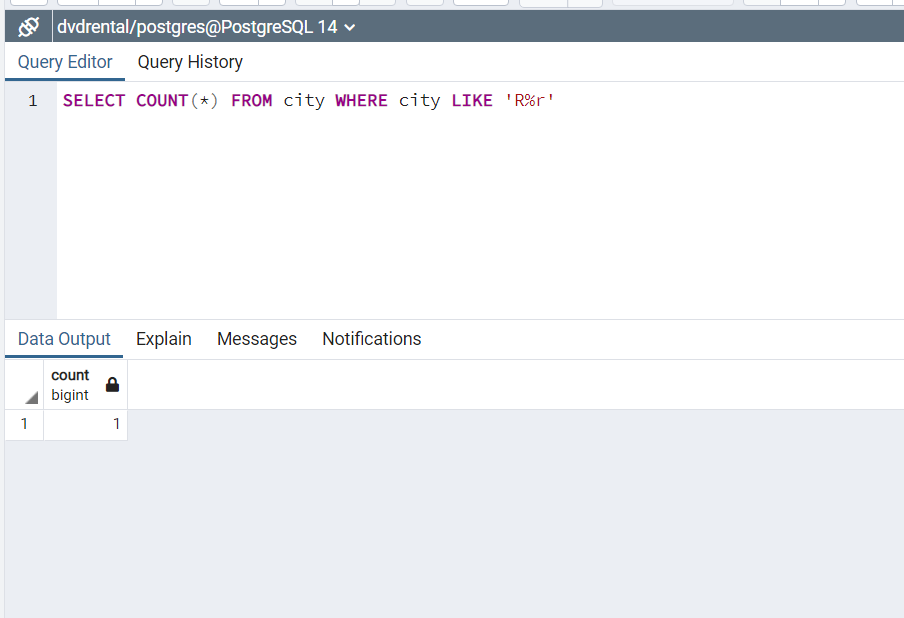 dvdrental/postgres@PostgreSQL 14
Query Editor Query History
1 SELECT COUNT(*) FROM city WHERE city LIKE 'R%r'
Data Output Explain Messages Notifications
count
bigint
1 1